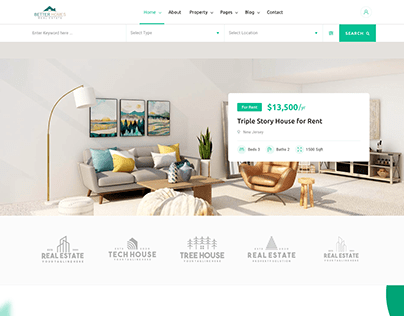 BETTER HOMES
REAL ESTATE
Home About Property Pages Blog Contact
Enter Keyword here ... Select Type Select Location SEARCH
For Rent $13,500/yr
Triple Story House for Rent
New Jersey
Beds 3 Baths 2 1500 Sqft
REAL ESTATE
TECH HOUSE
TREE HOUSE
REAL ESTATE
REAL ESTATE